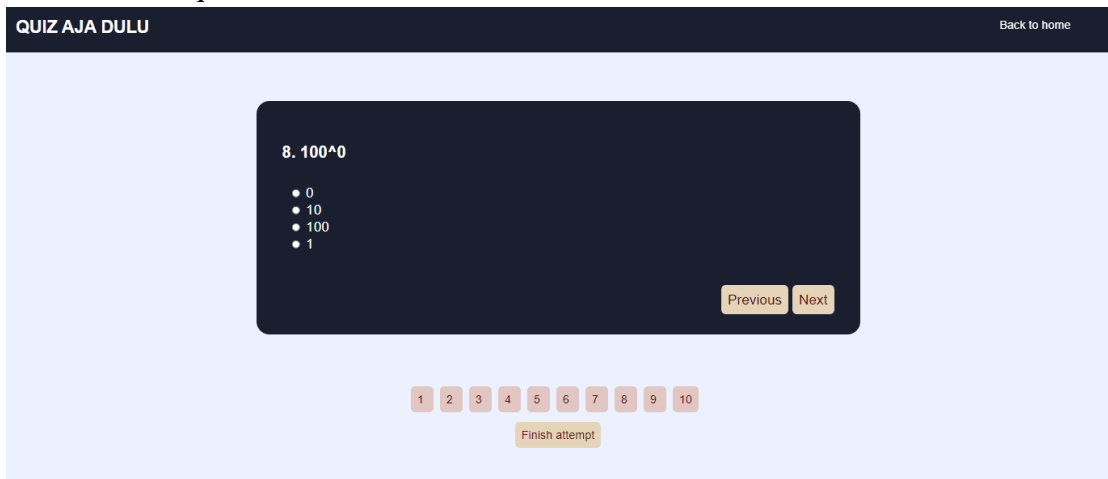 QUIZ AJA DULU
Back to home
8. 100^0
0
10
100
1
Previous Next
1 2 3 4 5 6 7 8 9 10
Finish attempt